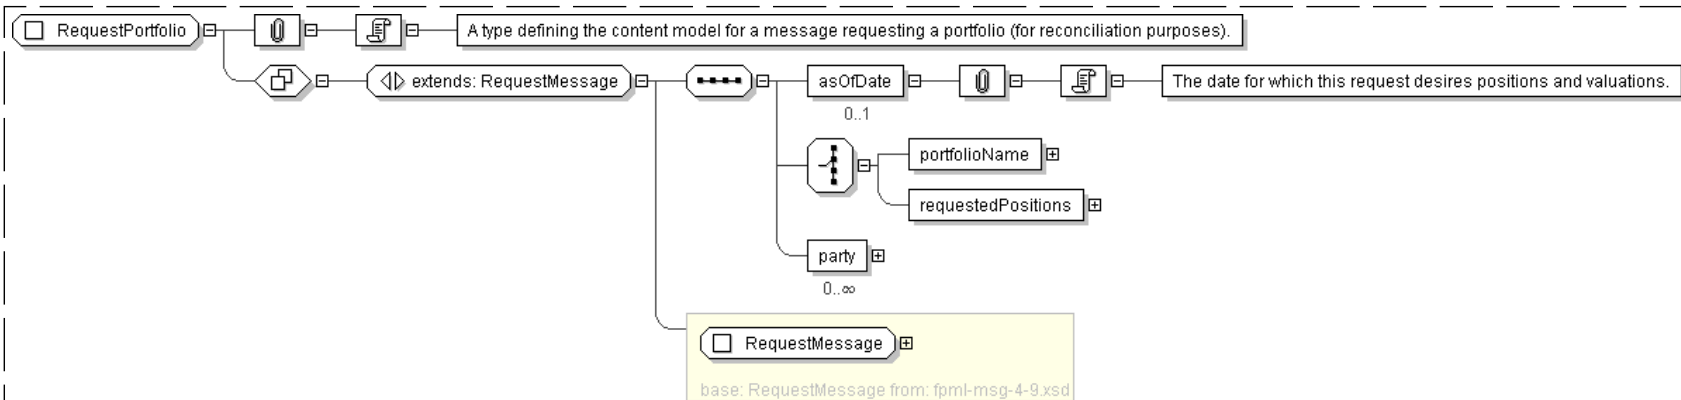 RequestPortfolio
A type defining the content model for a message requesting a portfolio (for reconciliation purposes).
extends: RequestMessage
asOfDate
The date for which this request desires positions and valuations.
0..1
portfolioName
requestedPositions
party
0..∞
RequestMessage
base: RequestMessage from: fpml-msg-4-9.xsd